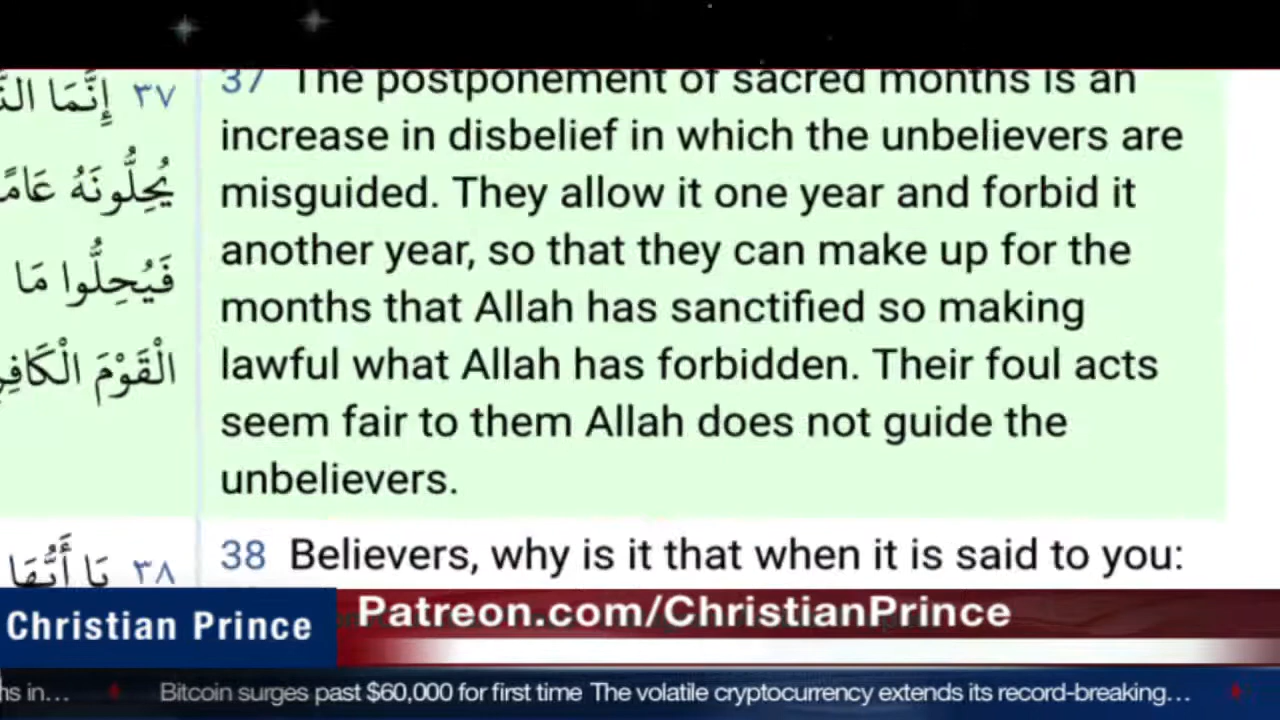 ٣٧ إِنَّمَا
37 The postponement of sacred months is an
increase in disbelief in which the unbelievers are
يُحِلُّونَهُ عَامًا
misguided. They allow it one year and forbid it
another year, so that they can make up for the
فَيُحِلُّوا مَا
months that Allah has sanctified so making
الْقَوْمَ
lawful what Allah has forbidden. Their foul acts
seem fair to them Allah does not guide the
unbelievers.
٣٨ يَا أَيُّهَا
38 Believers, why is it that when it is said to you:
Christian Prince
Patreon.com/ChristianPrince
in… Bitcoin surges past $60,000 for first time The volatile cryptocurrency extends its record-breaking…